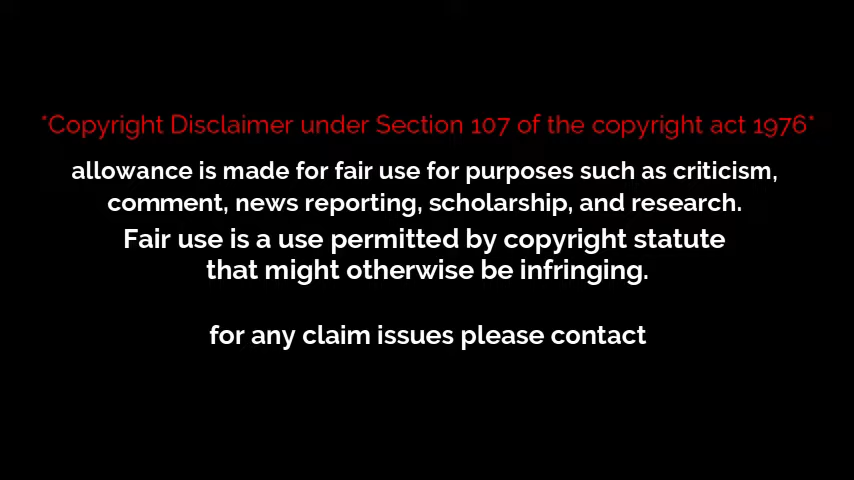 *Copyright Disclaimer under Section 107 of the copyright act 1976*
allowance is made for fair use for purposes such as criticism,
comment, news reporting, scholarship, and research.
Fair use is a use permitted by copyright statute
that might otherwise be infringing.
for any claim issues please contact